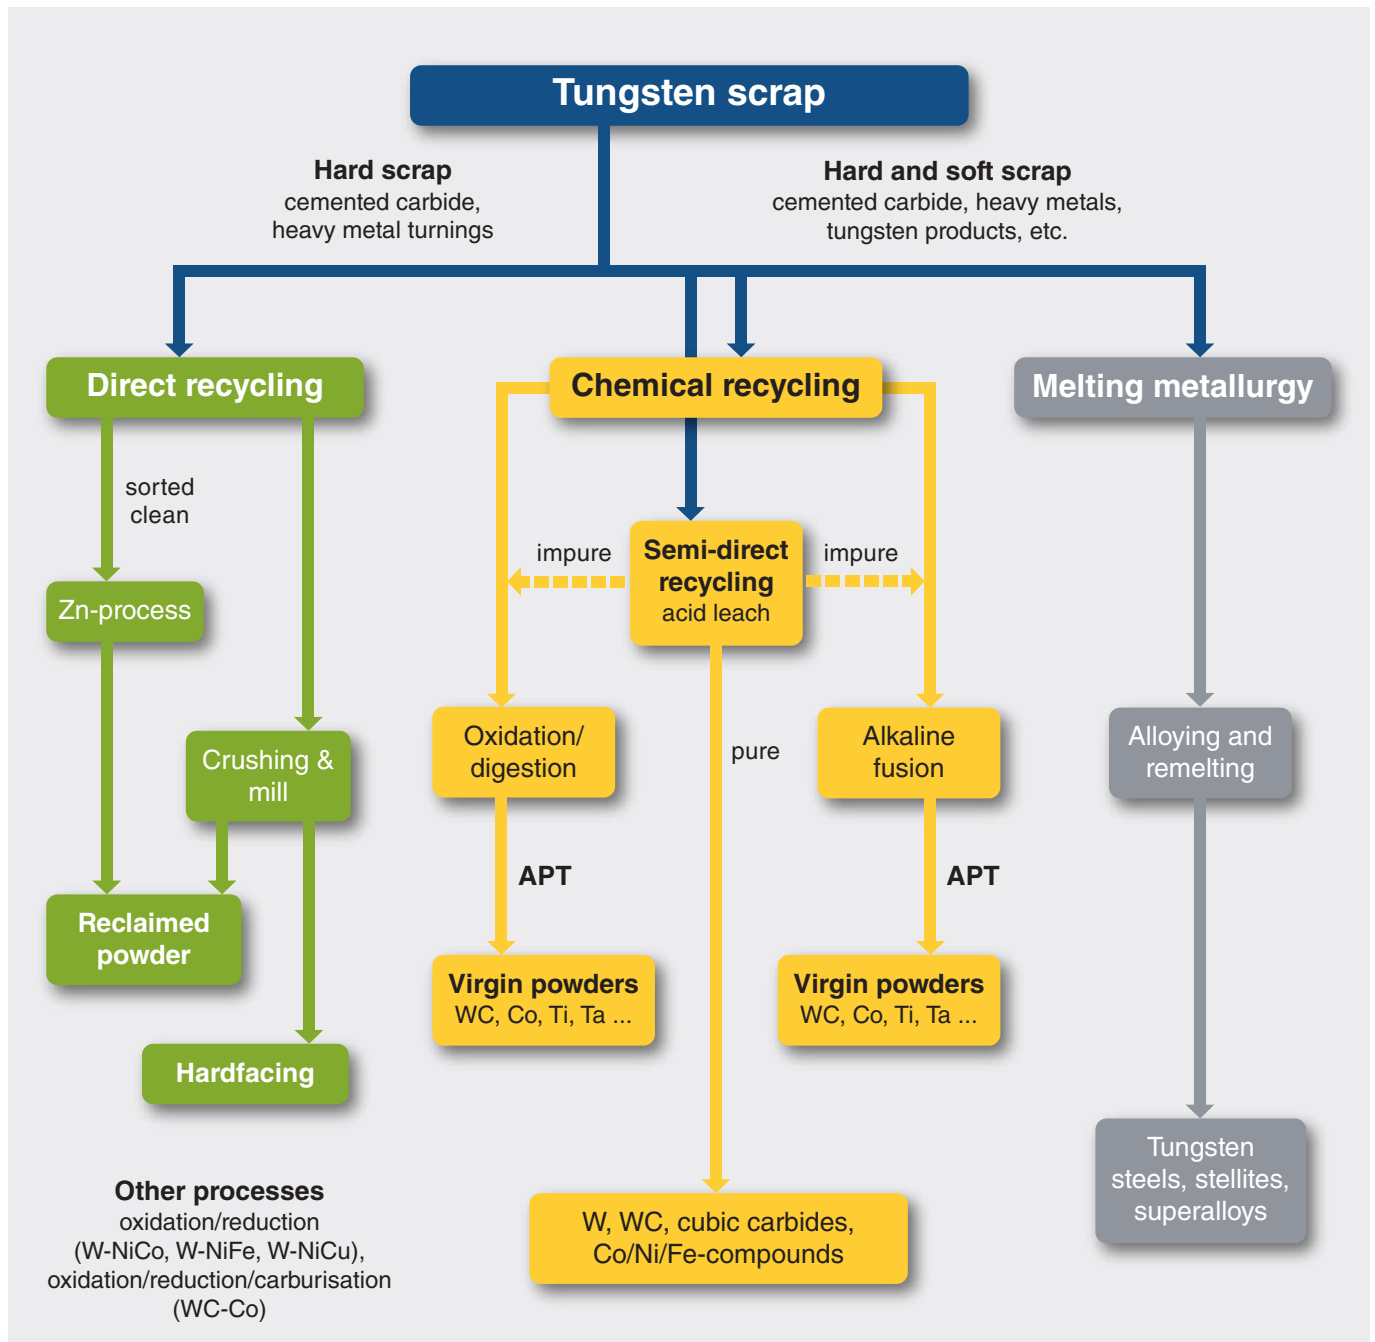 Tungsten scrap
Hard scrap
cemented carbide,
heavy metal turnings
Hard and soft scrap
cemented carbide, heavy metals,
tungsten products, etc.
Direct recycling
Chemical recycling
Melting metallurgy
sorted
clean
impure
Semi-direct
recycling
acid leach
impure
Zn-process
Crushing &
mill
Oxidation/
digestion
pure
Alkaline
fusion
Alloying and
remelting
APT
APT
Reclaimed
powder
Virgin powders
WC, Co, Ti, Ta ...
Virgin powders
WC, Co, Ti, Ta ...
Hardfacing
Tungsten
steels, stellites,
superalloys
Other processes
oxidation/reduction
(W-NiCo, W-NiFe, W-NiCu),
oxidation/reduction/carburisation
(WC-Co)
W, WC, cubic carbides,
Co/Ni/Fe-compounds